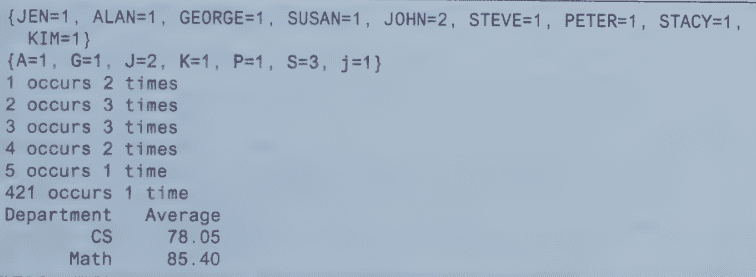 {JEN=1, ALAN=1, GEORGE=1, SUSAN=1, JOHN=2, STEVE=1, PETER=1, STACY=1,
KIM=1}
{A=1, G=1, J=2, K=1, P=1, S=3, j=1}
1 occurs 2 times
2 occurs 3 times
3 occurs 3 times
4 occurs 2 times
5 occurs 1 time
421 occurs 1 time
Department Average
CS 78.05
Math 85.40